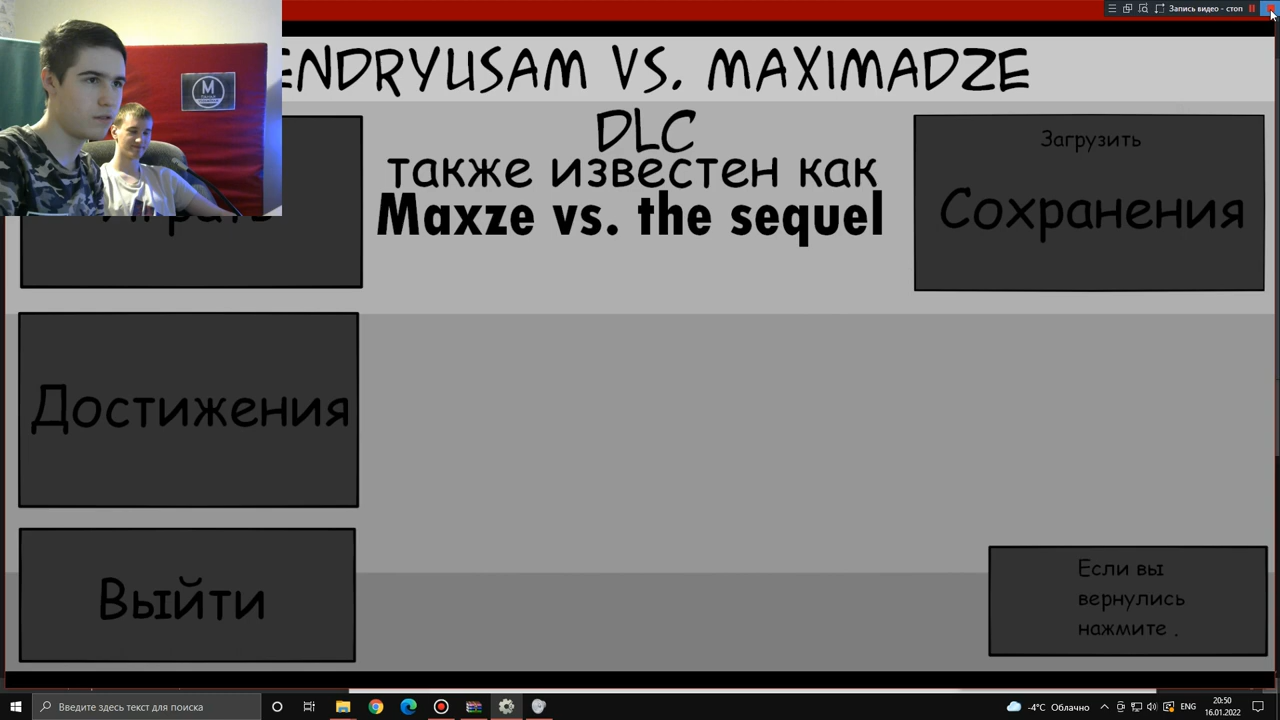 Запись видео - стоп
ENDRYUSAM VS. MAXIMADZE
DLC
также известен как
Maxze vs. the sequel
М
Играть
Загрузить
Сохранения
Достижения
Выйти
Если вы
вернулись
нажмите .
Введите здесь текст для поиска
-4°C Облачно
ENG
20:50
16.01.2022